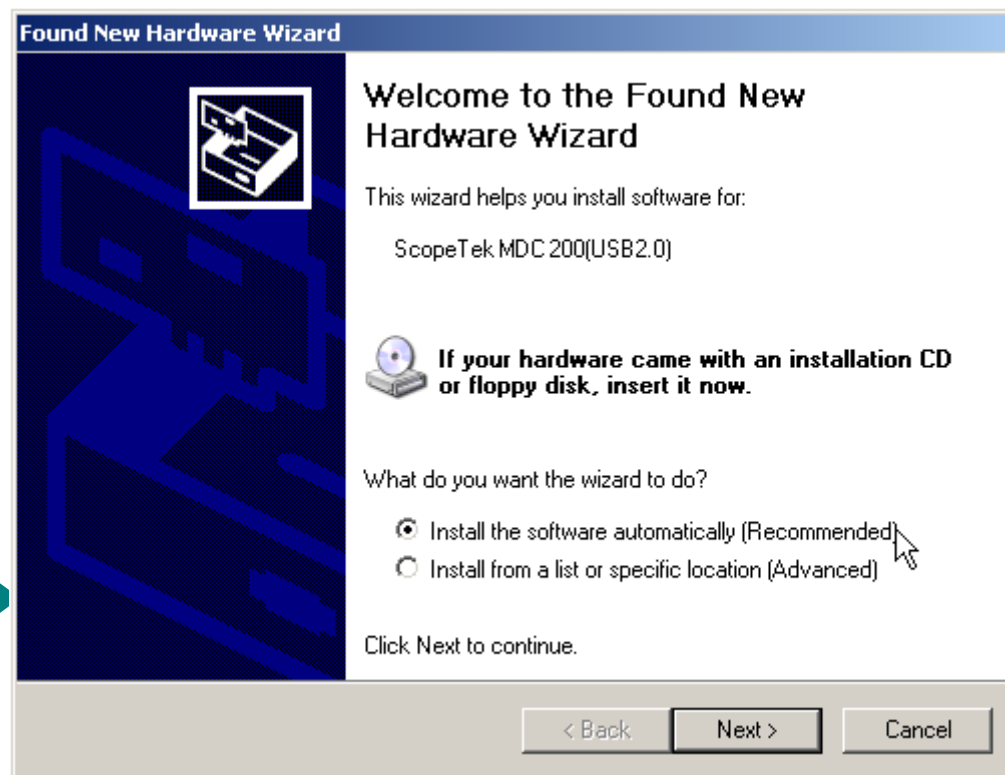 Found New Hardware Wizard
Welcome to the Found New
Hardware Wizard
This wizard helps you install software for:
ScopeTek MDC 200(USB2.0)
If your hardware came with an installation CD
or floppy disk, insert it now.
What do you want the wizard to do?
Install the software automatically (Recommended)
Install from a list or specific location (Advanced)
Click Next to continue.
< Back Next > Cancel